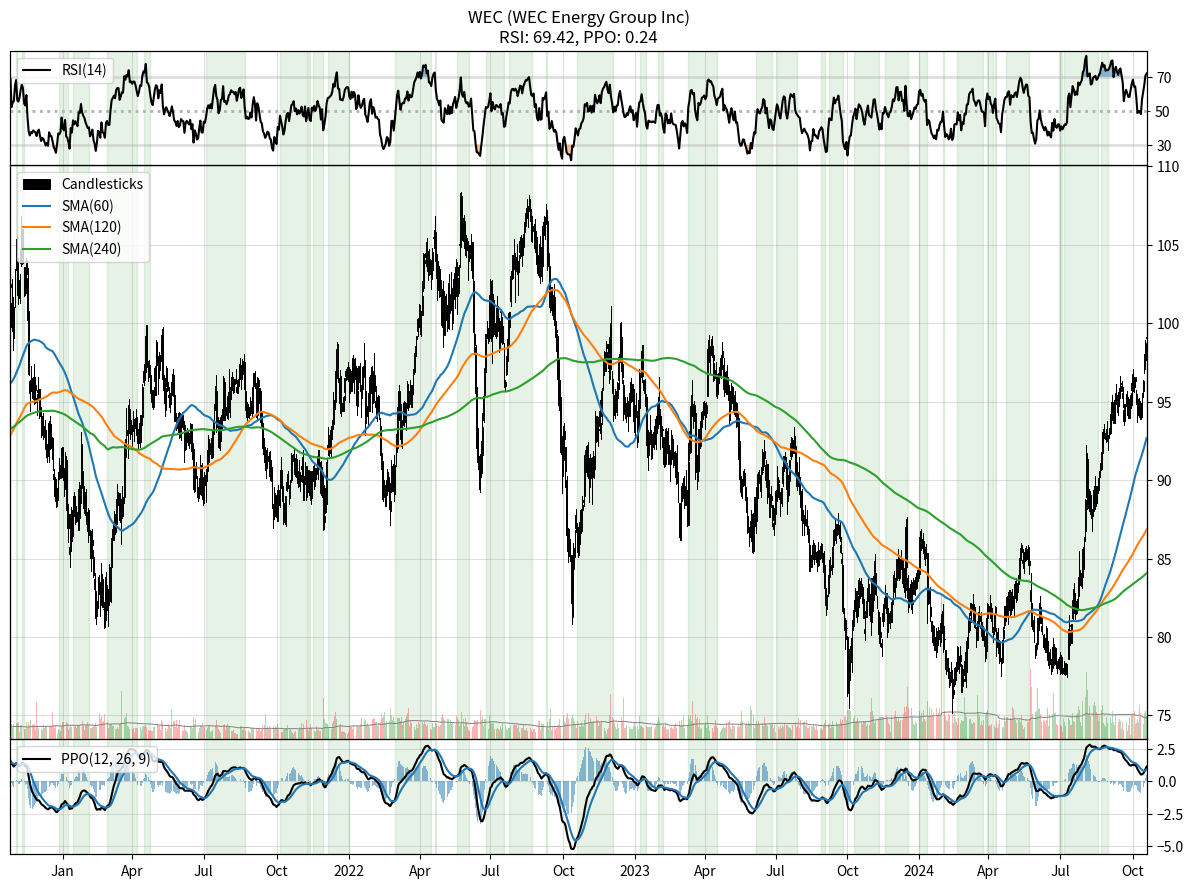 WEC (WEC Energy Group Inc)
RSI: 69.42, PPO: 0.24
RSI(14)
70
50
30
110
Candlesticks
SMA(60)
SMA(120)
SMA(240)
105
100
95
90
85
80
75
PPO(12, 26, 9)
2.5
0.0
−2.5
−5.0
Jan Apr Jul Oct 2022 Apr Jul Oct 2023 Apr Jul Oct 2024 Apr Jul Oct